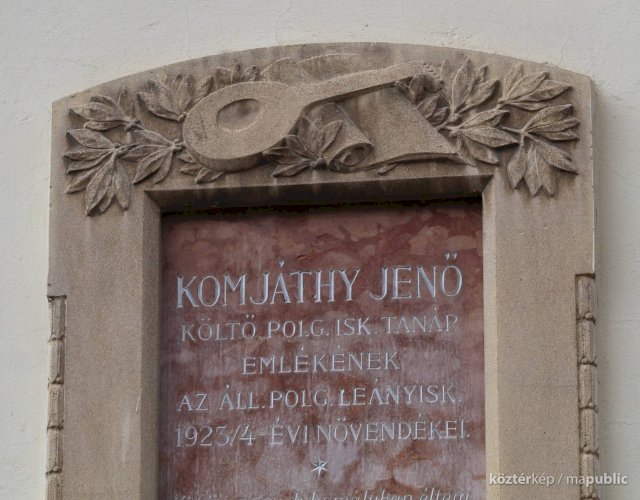 KOMJÁTHY JENŐ
KÖLTŐ POLG. ISK. TANÁR
EMLÉKÉNEK
AZ ÁLL. POLG. LEÁNYISK.
1923/4-ÉVI NÖVENDÉKEI.
*
köztérkép / mapublic